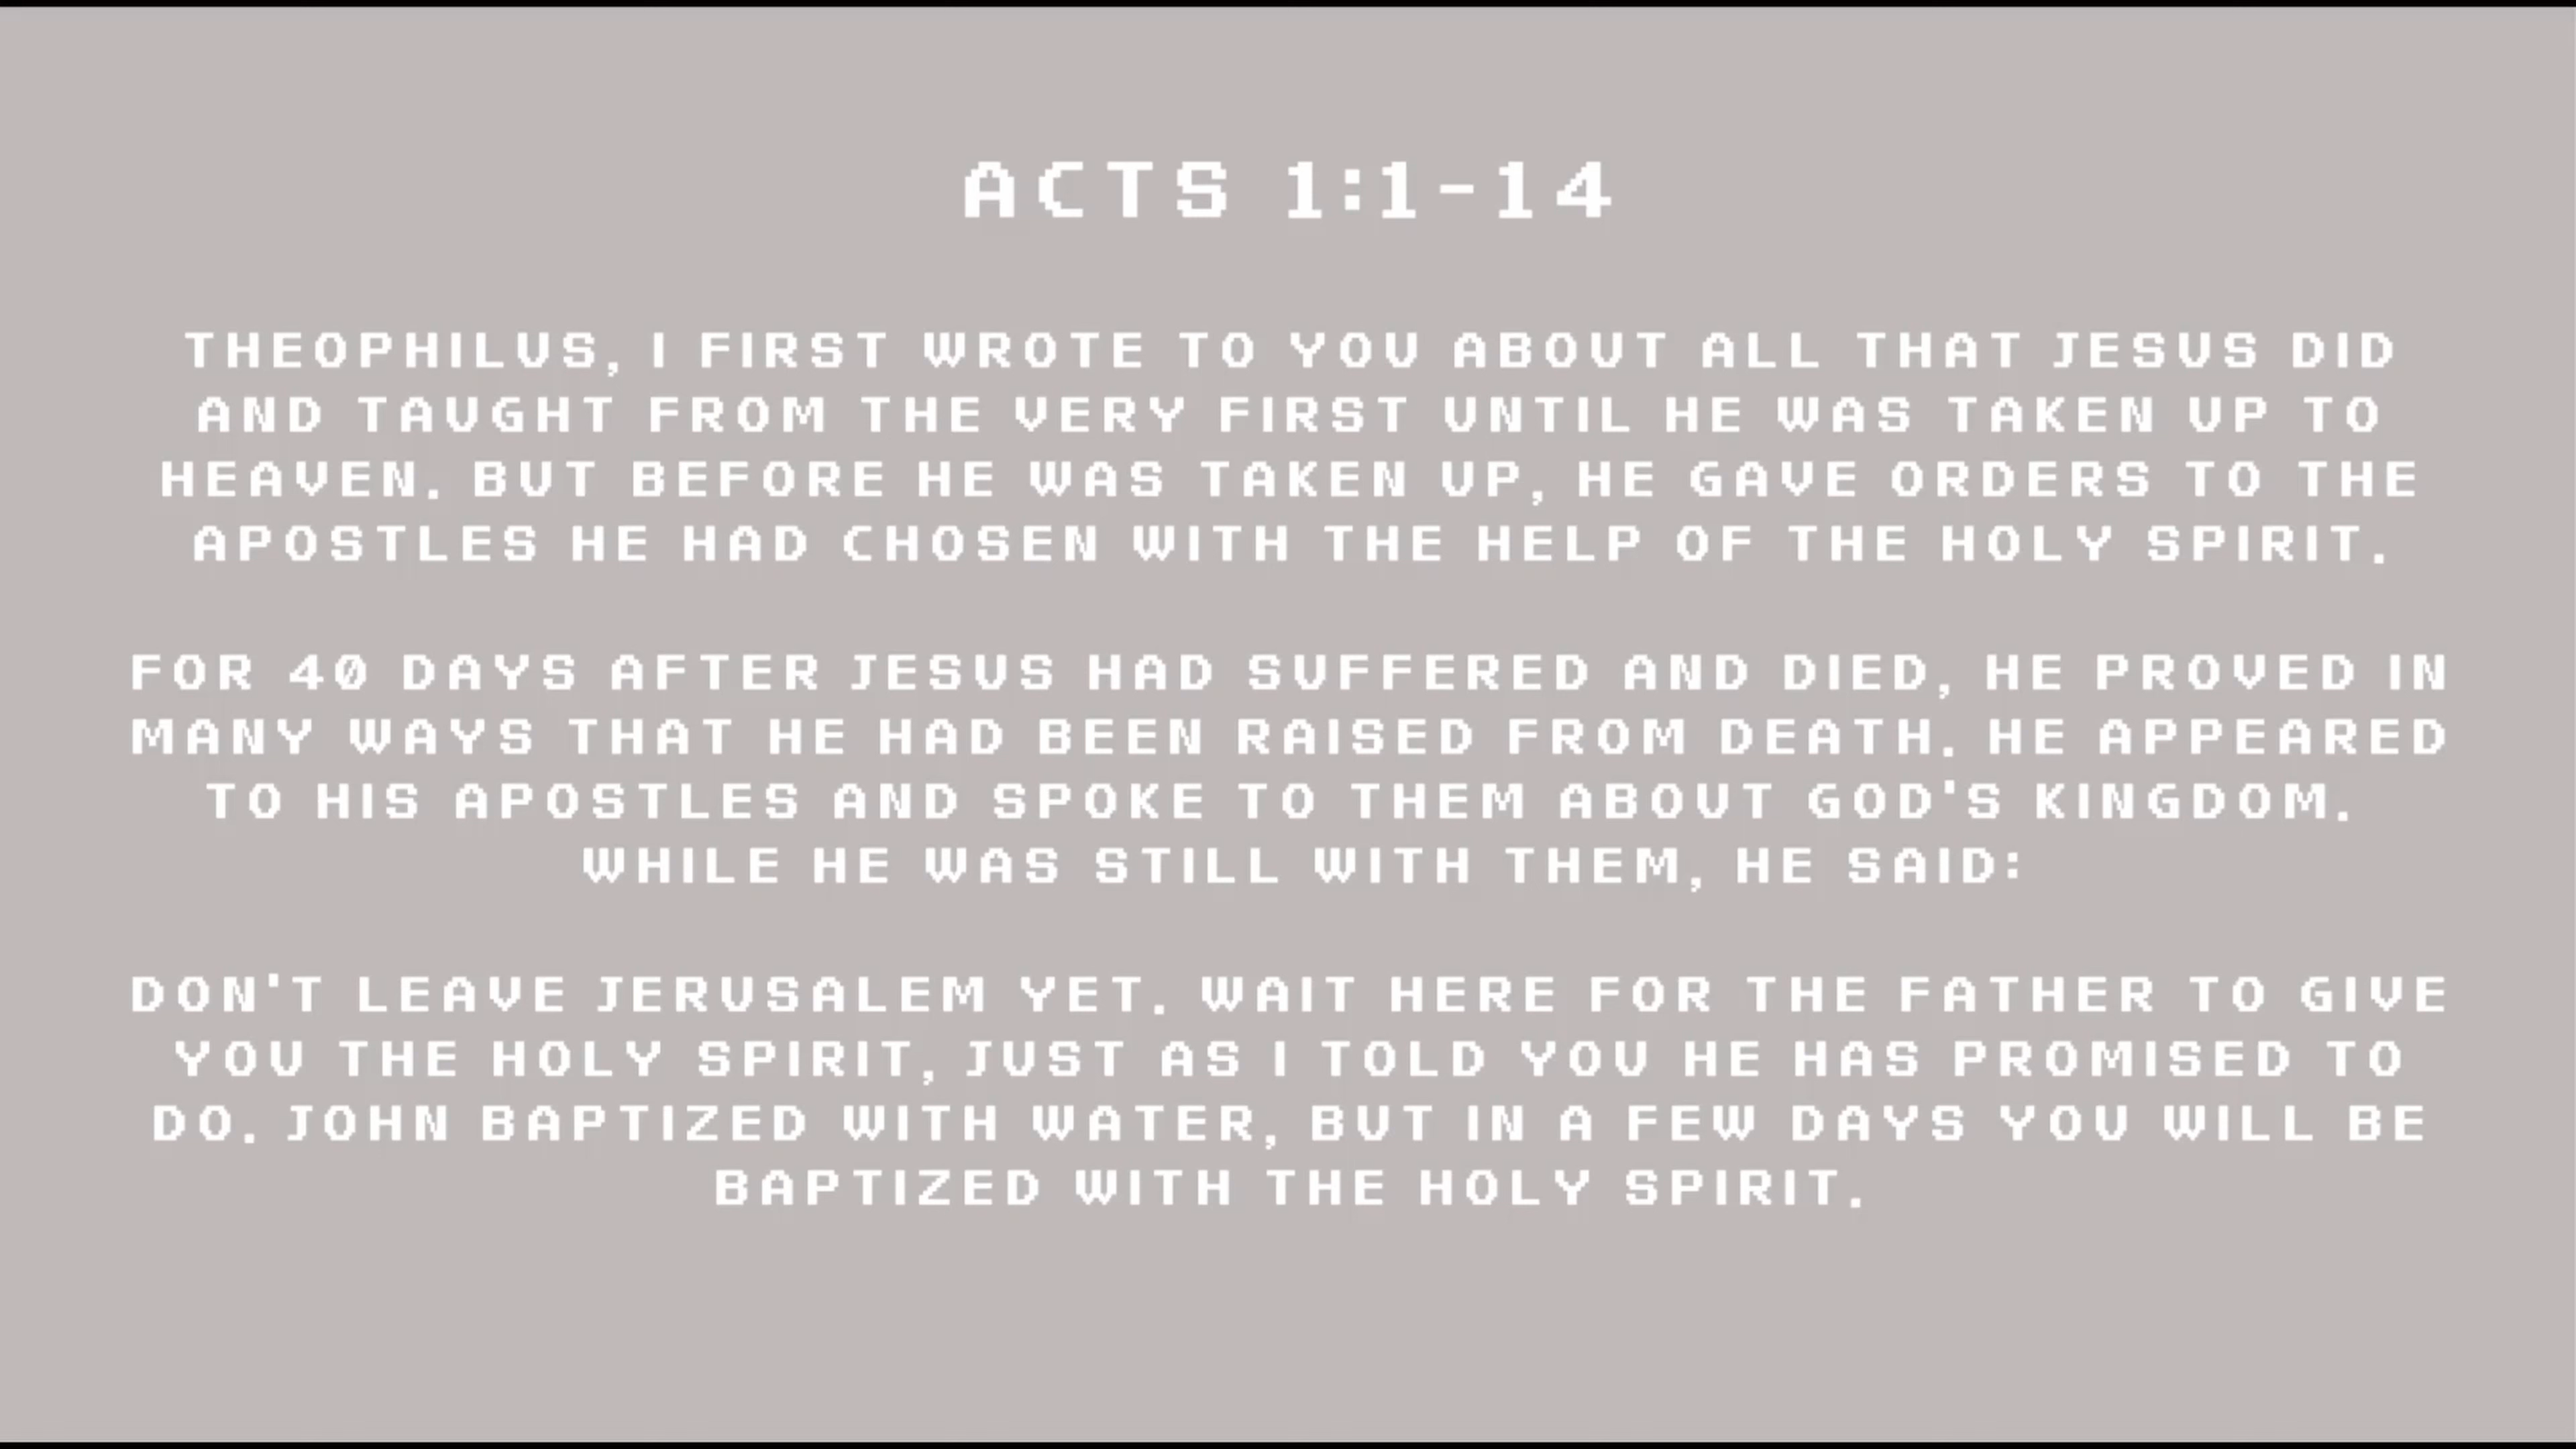 ACTS 1:1-14
THEOPHILUS, I FIRST WROTE TO YOU ABOUT ALL THAT JESUS DID
AND TAUGHT FROM THE VERY FIRST UNTIL HE WAS TAKEN UP TO
HEAVEN. BUT BEFORE HE WAS TAKEN UP, HE GAVE ORDERS TO THE
APOSTLES HE HAD CHOSEN WITH THE HELP OF THE HOLY SPIRIT.
FOR 40 DAYS AFTER JESUS HAD SUFFERED AND DIED, HE PROVED IN
MANY WAYS THAT HE HAD BEEN RAISED FROM DEATH. HE APPEARED
TO HIS APOSTLES AND SPOKE TO THEM ABOUT GOD'S KINGDOM.
WHILE HE WAS STILL WITH THEM, HE SAID:
DON'T LEAVE JERUSALEM YET. WAIT HERE FOR THE FATHER TO GIVE
YOU THE HOLY SPIRIT, JUST AS I TOLD YOU HE HAS PROMISED TO
DO. JOHN BAPTIZED WITH WATER, BUT IN A FEW DAYS YOU WILL BE
BAPTIZED WITH THE HOLY SPIRIT.